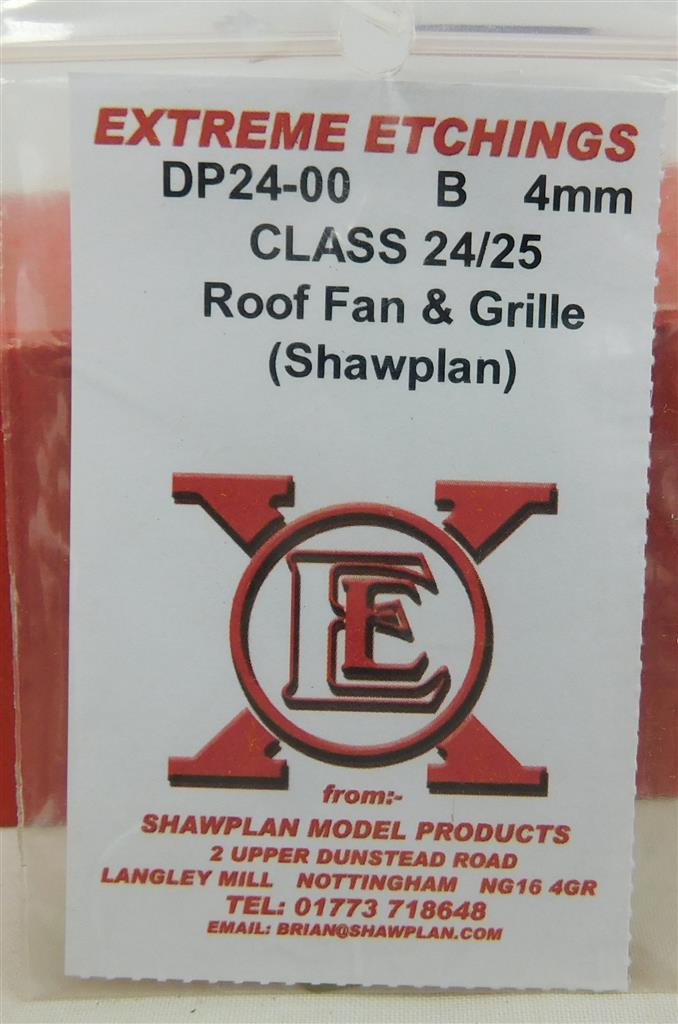 EXTREME ETCHINGS
DP24-00 B 4mm
CLASS 24/25
Roof Fan & Grille
(Shawplan)
EE
from:-
SHAWPLAN MODEL PRODUCTS
2 UPPER DUNSTEAD ROAD
LANGLEY MILL NOTTINGHAM NG16 4GR
TEL: 01773 718648
EMAIL: BRIAN@SHAWPLAN.COM